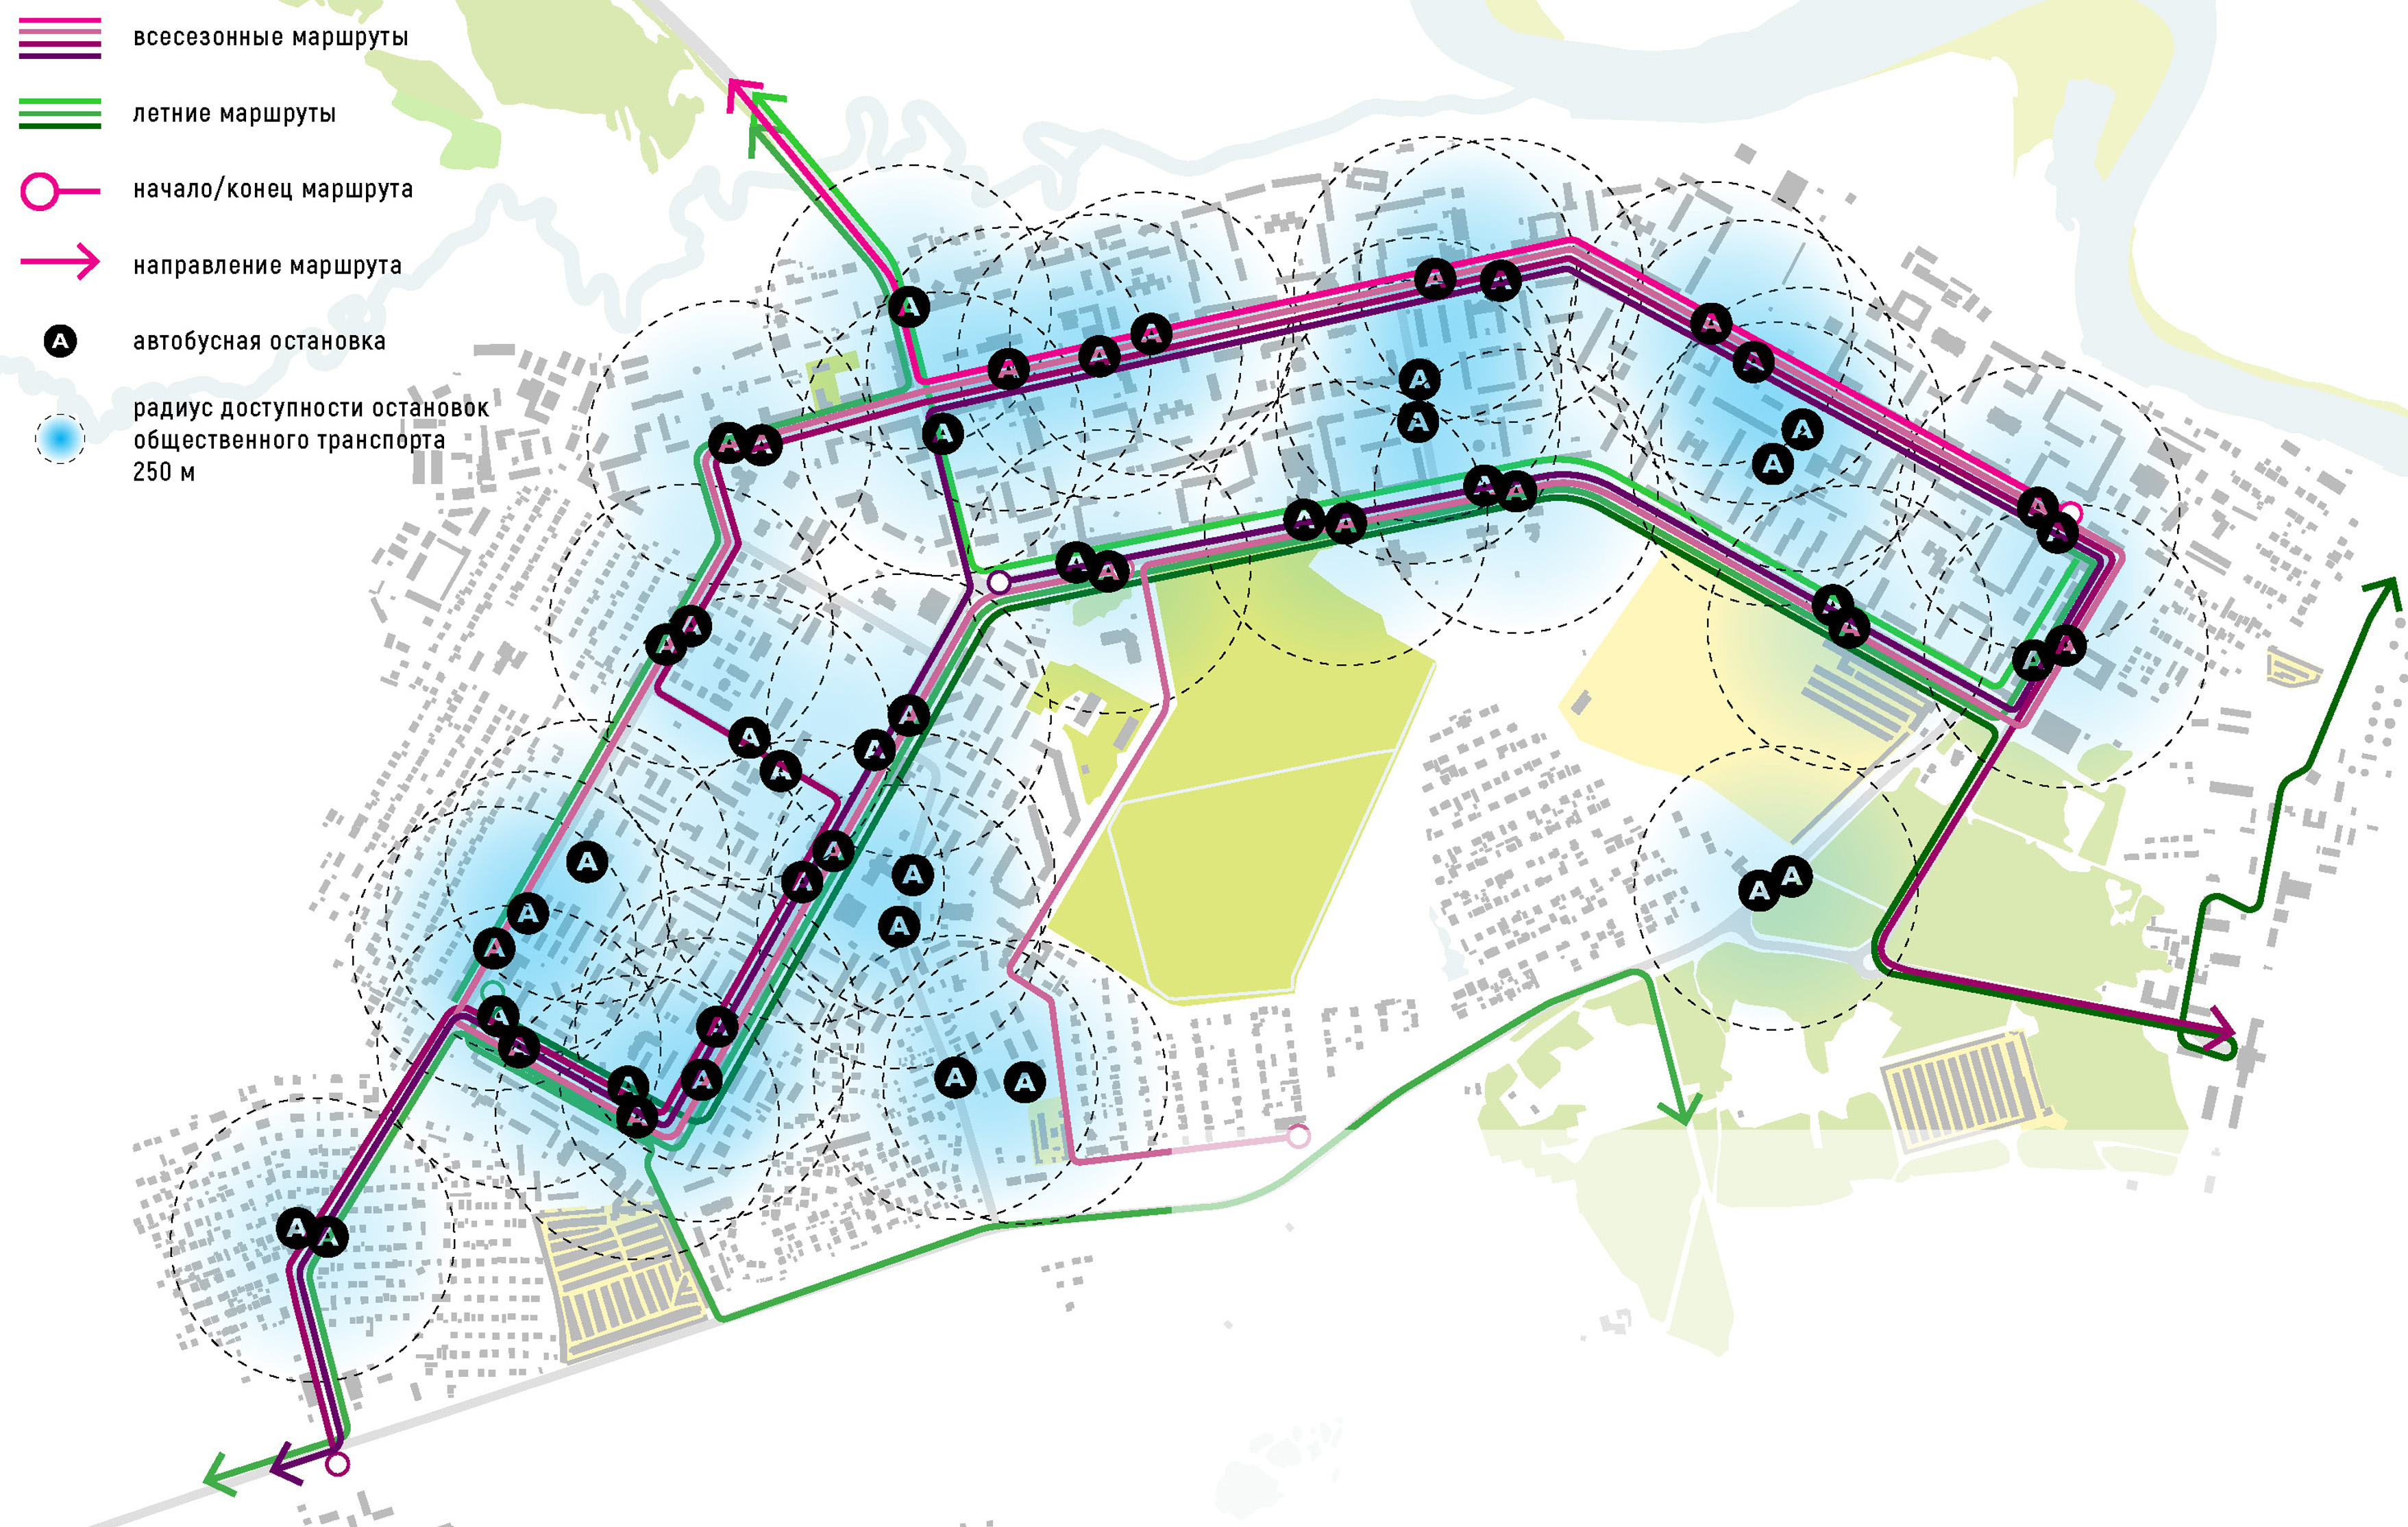 всесезонные маршруты
летние маршруты
начало/конец маршрута
направление маршрута
А автобусная остановка
радиус доступности остановок
общественного транспорта
250 м